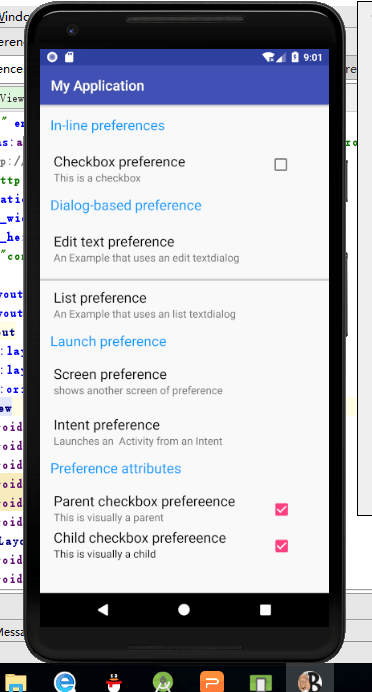 9:01
My Application
In-line preferences
Checkbox preference
This is a checkbox
Dialog-based preference
Edit text preference
An Example that uses an edit textdialog
List preference
An Example that uses an list textdialog
Launch preference
Screen preference
shows another screen of preference
Intent preference
Launches an Activity from an Intent
Preference attributes
Parent checkbox prefereence
This is visually a parent
Child checkbox prefereence
This is visually a child